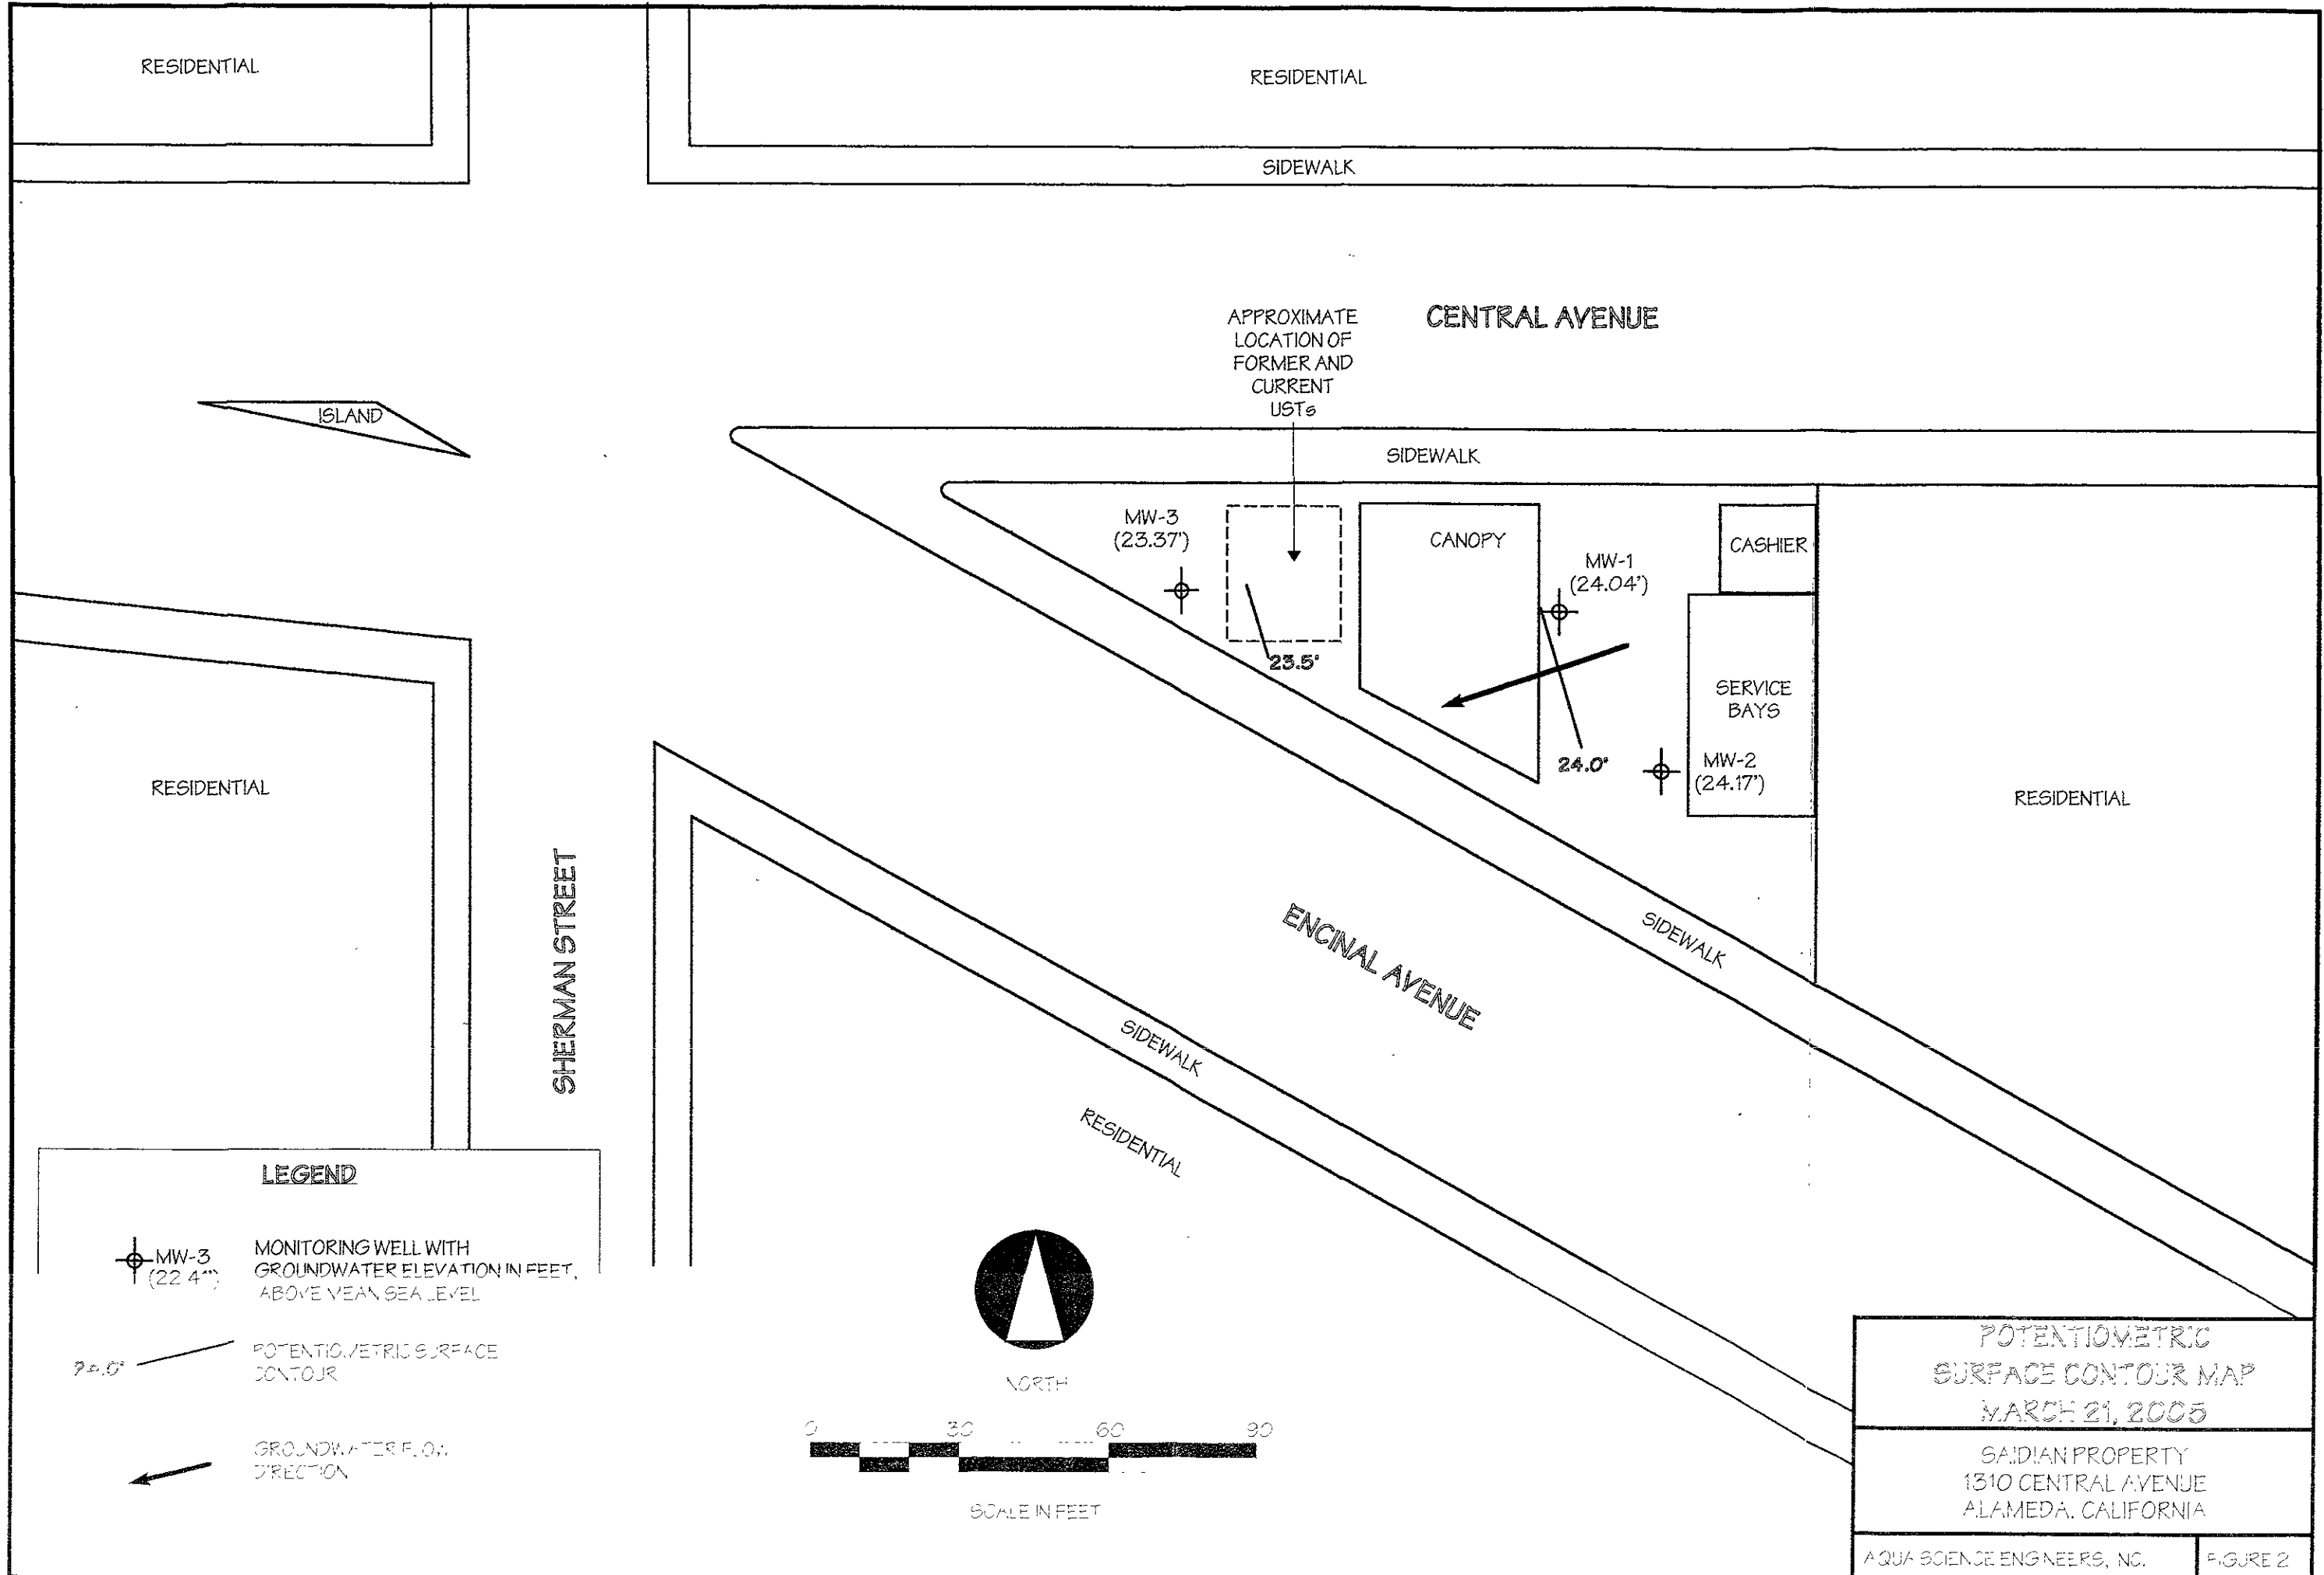 RESIDENTIAL
RESIDENTIAL
SIDEWALK
CENTRAL AVENUE
APPROXIMATE
LOCATION OF
FORMER AND
CURRENT
USTs
ISLAND
SIDEWALK
MW-3
(23.37')
CANOPY
CASHIER
MW-1
(24.04')
23.5'
SERVICE
BAYS
24.0'
MW-2
(24.17')
RESIDENTIAL
RESIDENTIAL
SHERMAN STREET
ENCINAL AVENUE
SIDEWALK
SIDEWALK
RESIDENTIAL
LEGEND
MW-3
MONITORING WELL WITH
GROUNDWATER ELEVATION IN FEET,
ABOVE MEAN SEA LEVEL
POTENTIOMETRIC SURFACE
CONTOUR
GROUNDWATER FLOW
DIRECTION
NORTH
0 30 60 90
SCALE IN FEET
POTENTIOMETRIC
SURFACE CONTOUR MAP
MARCH 21, 2005
SAIDIAN PROPERTY
1310 CENTRAL AVENUE
ALAMEDA, CALIFORNIA
AQUA SCIENCE ENGINEERS, INC.
FIGURE 2